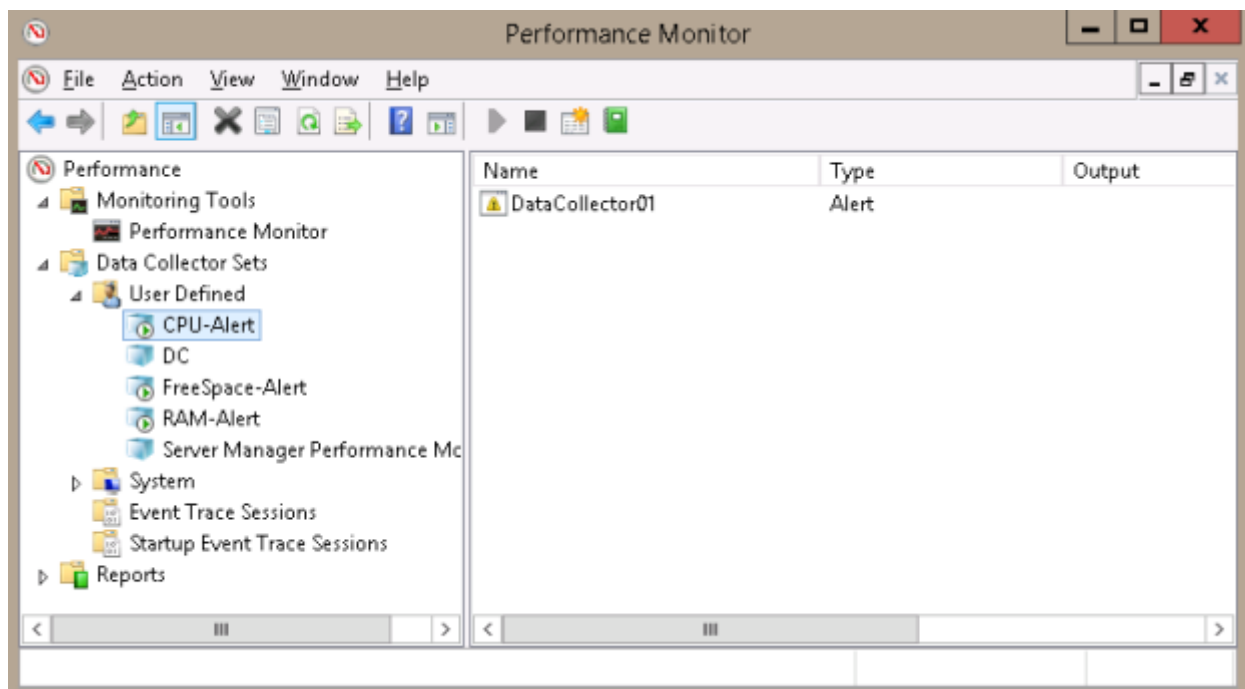 Performance Monitor
File Action View Window Help
Performance
Monitoring Tools
Performance Monitor
Data Collector Sets
User Defined
CPU-Alert
DC
FreeSpace-Alert
RAM-Alert
Server Manager Performance Mc
System
Event Trace Sessions
Startup Event Trace Sessions
Reports
Name Type Output
DataCollector01 Alert